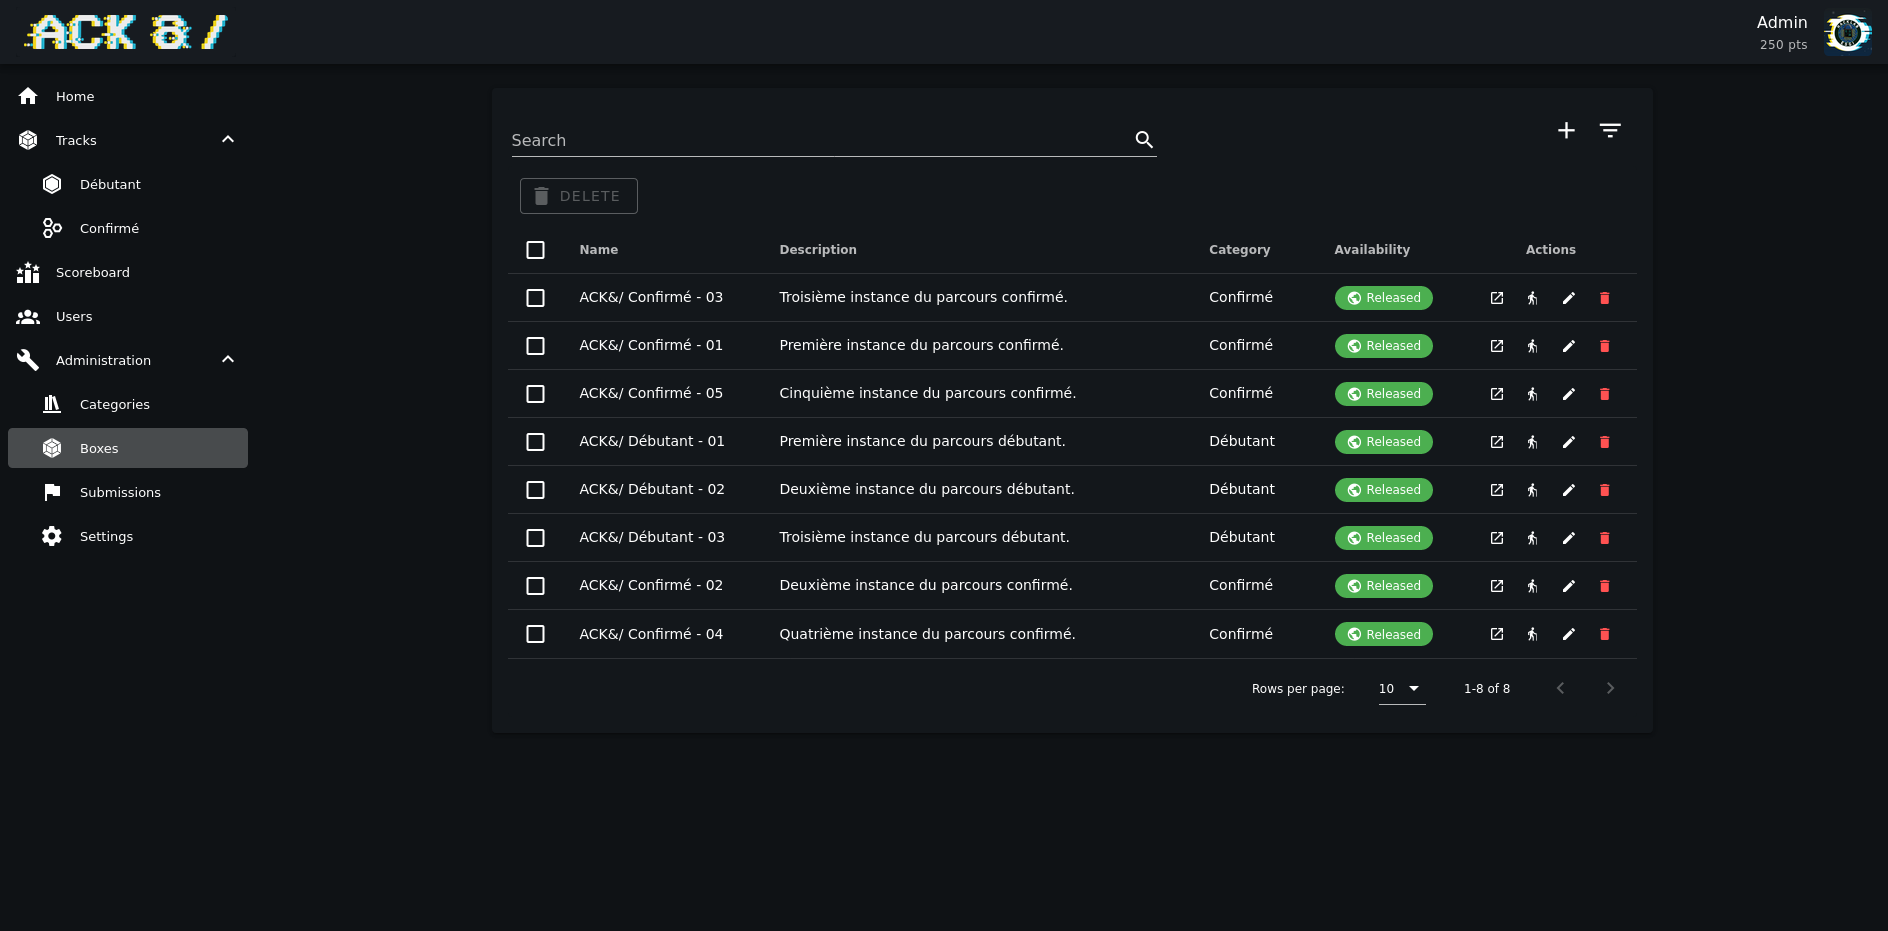 ACK &/
Admin
250 pts
Home
Tracks
Débutant
Confirmé
Scoreboard
Users
Administration
Categories
Boxes
Submissions
Settings
Search
DELETE
Name Description Category Availability Actions
ACK&/ Confirmé - 03 Troisième instance du parcours confirmé. Confirmé Released
ACK&/ Confirmé - 01 Première instance du parcours confirmé. Confirmé Released
ACK&/ Confirmé - 05 Cinquième instance du parcours confirmé. Confirmé Released
ACK&/ Débutant - 01 Première instance du parcours débutant. Débutant Released
ACK&/ Débutant - 02 Deuxième instance du parcours débutant. Débutant Released
ACK&/ Débutant - 03 Troisième instance du parcours débutant. Débutant Released
ACK&/ Confirmé - 02 Deuxième instance du parcours confirmé. Confirmé Released
ACK&/ Confirmé - 04 Quatrième instance du parcours confirmé. Confirmé Released
Rows per page: 10 1-8 of 8